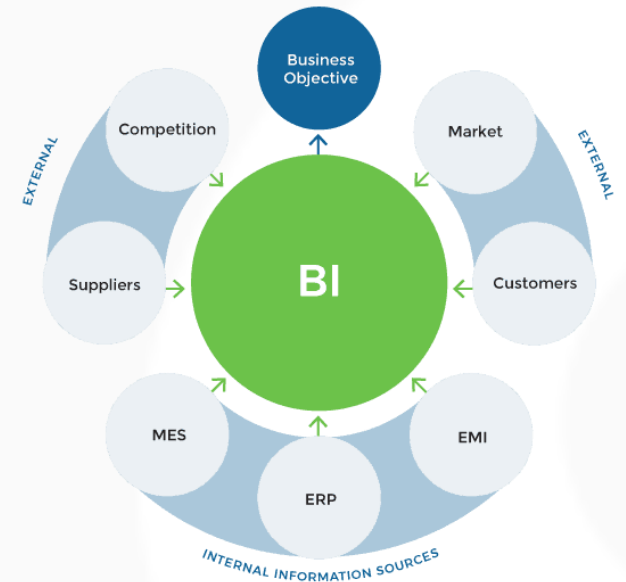 Business
Objective
Competition
Market
EXTERNAL
EXTERNAL
BI
Suppliers
Customers
MES
EMI
ERP
INTERNAL INFORMATION SOURCES